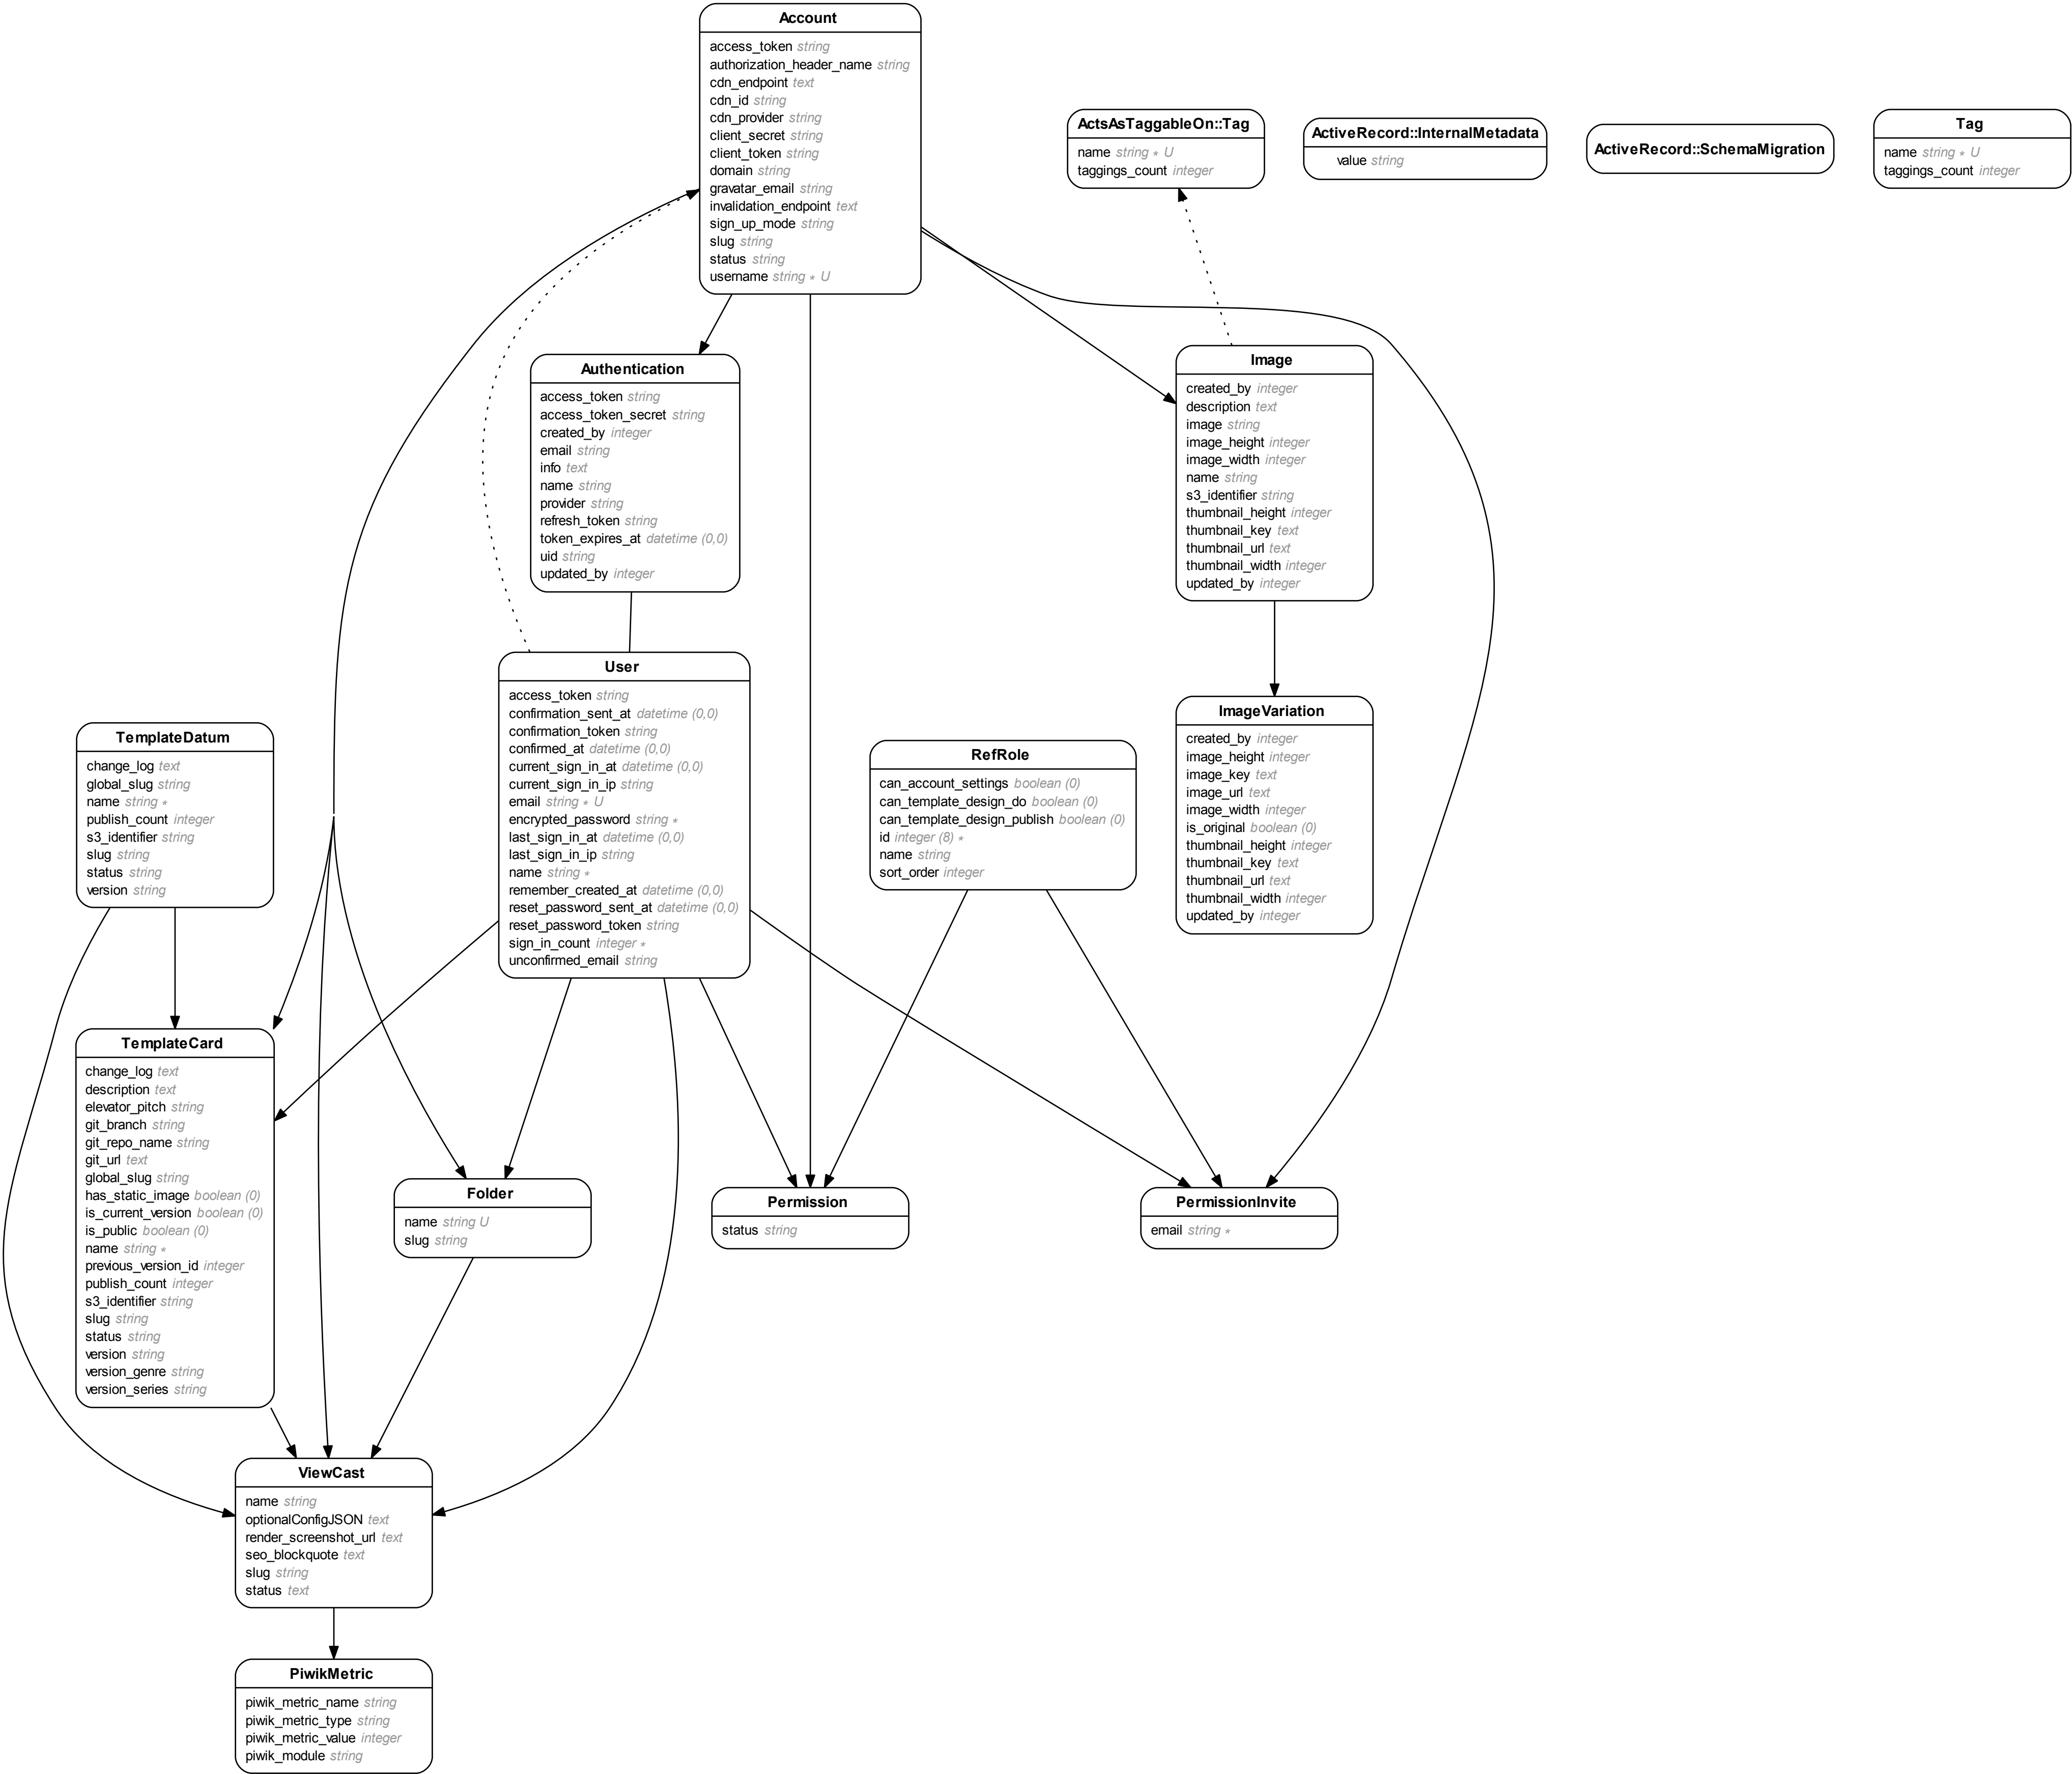 Account
access_token string
authorization_header_name string
cdn_endpoint text
cdn_id string
cdn_provider string
client_secret string
client_token string
domain string
gravatar_email string
invalidation_endpoint text
sign_up_mode string
slug string
status string
username string ∗ U
ActsAsTaggableOn::Tag
name string ∗ U
taggings_count integer
ActiveRecord::InternalMetadata
value string
ActiveRecord::SchemaMigration
Tag
name string ∗ U
taggings_count integer
Authentication
access_token string
access_token_secret string
created_by integer
email string
info text
name string
provider string
refresh_token string
token_expires_at datetime (0,0)
uid string
updated_by integer
Image
created_by integer
description text
image string
image_height integer
image_width integer
name string
s3_identifier string
thumbnail_height integer
thumbnail_key text
thumbnail_url text
thumbnail_width integer
updated_by integer
User
access_token string
confirmation_sent_at datetime (0,0)
confirmation_token string
confirmed_at datetime (0,0)
current_sign_in_at datetime (0,0)
current_sign_in_ip string
email string ∗ U
encrypted_password string ∗
last_sign_in_at datetime (0,0)
last_sign_in_ip string
name string ∗
remember_created_at datetime (0,0)
reset_password_sent_at datetime (0,0)
reset_password_token string
sign_in_count integer ∗
unconfirmed_email string
ImageVariation
created_by integer
image_height integer
image_key text
image_url text
image_width integer
is_original boolean (0)
thumbnail_height integer
thumbnail_key text
thumbnail_url text
thumbnail_width integer
updated_by integer
TemplateDatum
change_log text
global_slug string
name string ∗
publish_count integer
s3_identifier string
slug string
status string
version string
RefRole
can_account_settings boolean (0)
can_template_design_do boolean (0)
can_template_design_publish boolean (0)
id integer (8) ∗
name string
sort_order integer
TemplateCard
change_log text
description text
elevator_pitch string
git_branch string
git_repo_name string
git_url text
global_slug string
has_static_image boolean (0)
is_current_version boolean (0)
is_public boolean (0)
name string ∗
previous_version_id integer
publish_count integer
s3_identifier string
slug string
status string
version string
version_genre string
version_series string
Folder
name string U
slug string
Permission
status string
PermissionInvite
email string ∗
ViewCast
name string
optionalConfigJSON text
render_screenshot_url text
seo_blockquote text
slug string
status text
PiwikMetric
piwik_metric_name string
piwik_metric_type string
piwik_metric_value integer
piwik_module string